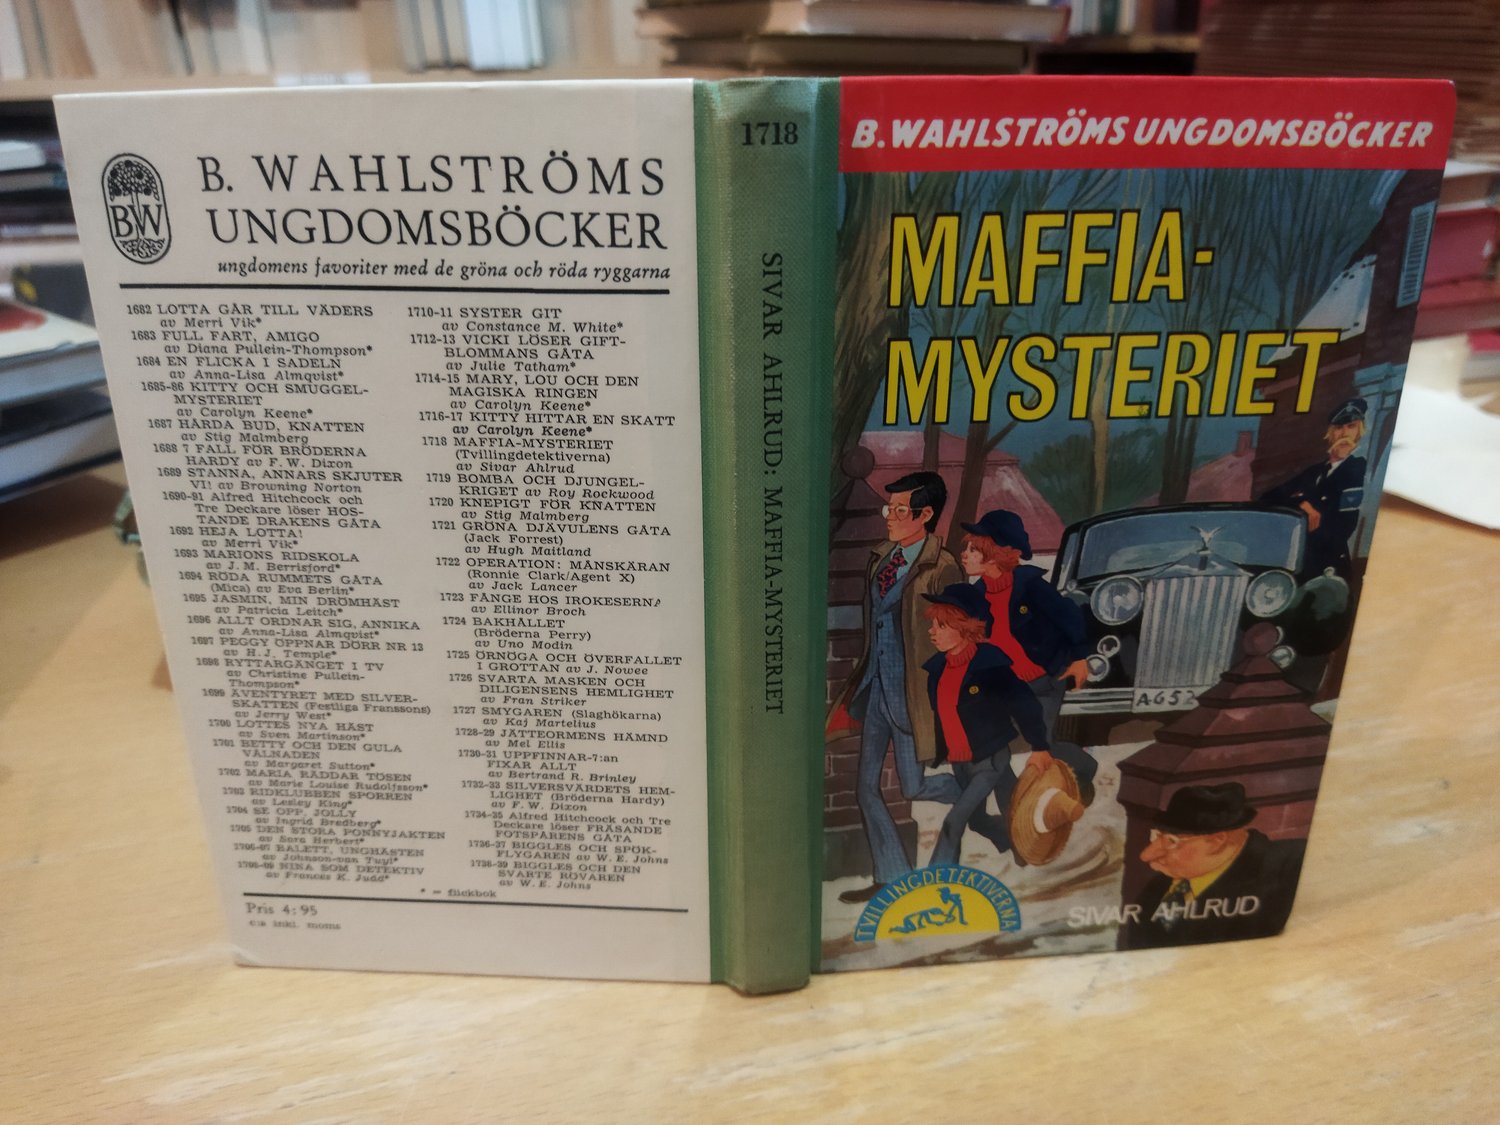 BW
B. WAHLSTRÖMS
UNGDOMSBÖCKER
ungdomens favoriter med de gröna och röda ryggarna
1682 LOTTA GÅR TILL VÄDERS
av Merri Vik*
1683 FULL FART, AMIGO
av Diana Pullein-Thompson*
1684 EN FLICKA I SADELN
av Anna-Lisa Almqvist*
1685-86 KITTY OCH SMUGGEL-
MYSTERIET
av Carolyn Keene*
1687 HÅRDA BUD, KNATTEN
av Stig Malmberg
1688 7 FALL FÖR BRÖDERNA
HARDY av F. W. Dixon
1689 STANNA, ANNARS SKJUTER
VI! av Browning Norton
1690-91 Alfred Hitchcock och
Tre Deckare löser HOS-
TANDE DRAKENS GÅTA
1692 HEJA LOTTA!
av Merri Vik*
1693 MARIONS RIDSKOLA
av J. M. Berrisford*
1694 RÖDA RUMMETS GÅTA
(Mica) av Eva Berlin*
1695 JASMIN, MIN DRÖMHÄST
av Patricia Leitch*
1696 ALLT ORDNAR SIG, ANNIKA
av Anna-Lisa Almqvist*
1697 PEGGY ÖPPNAR DÖRR NR 13
av H. J. Temple*
1698 RYTTARGÄNGET I TV
av Christine Pullein-
Thompson*
1699 ÄVENTYRET MED SILVER-
SKATTEN (Festliga Franssons)
av Jerry West*
1700 LOTTES NYA HÄST
av Sven Martinson*
1701 BETTY OCH DEN GULA
VÅLNADEN
av Margaret Sutton*
1702 MARIA RÄDDAR TÖSEN
av Marie Louise Rudolfsson*
1703 RIDKLUBBEN SPORREN
av Lesley King*
1704 SE OPP, JOLLY
av Ingrid Bredberg*
1705 DEN STORA PONNYJAKTEN
av Sara Herbert*
1706-07 BALETT, UNGHÄSTEN
av Johnson-van Tuyl*
1708-09 NINA SOM DETEKTIV
av Frances K. Judd*
1710-11 SYSTER GIT
av Constance M. White*
1712-13 VICKI LÖSER GIFT-
BLOMMANS GÅTA
av Julie Tatham*
1714-15 MARY, LOU OCH DEN
MAGISKA RINGEN
av Carolyn Keene*
1716-17 KITTY HITTAR EN SKATT
av Carolyn Keene*
1718 MAFFIA-MYSTERIET
(Tvillingdetektiverna)
av Sivar Ahlrud
1719 BOMBA OCH DJUNGEL-
KRIGET av Roy Rockwood
1720 KNEPIGT FÖR KNATTEN
av Stig Malmberg
1721 GRÖNA DJÄVULENS GÅTA
(Jack Forrest)
av Hugh Maitland
1722 OPERATION: MÅNSKÄRAN
(Ronnie Clark/Agent X)
av Jack Lancer
1723 FÅNGE HOS IROKESERNA
av Ellinor Broch
1724 BAKHÅLLET
(Bröderna Perry)
av Uno Modin
1725 ÖRNÖGA OCH ÖVERFALLET
I GROTTAN av J. Nowee
1726 SVARTA MASKEN OCH
DILIGENSENS HEMLIGHET
av Fran Striker
1727 SMYGAREN (Slaghökarna)
av Kaj Martelius
1728-29 JÄTTEORMENS HÄMND
av Mel Ellis
1730-31 UPPFINNAR-7:an
FIXAR ALLT
av Bertrand R. Brinley
1732-33 SILVERSVÄRDETS HEM-
LIGHET (Bröderna Hardy)
av F. W. Dixon
1734-35 Alfred Hitchcock och Tre
Deckare löser FRÄSANDE
FOTSPÅRENS GÅTA
1736-37 BIGGLES OCH SPÖK-
FLYGAREN av W. E. Johns
1738-39 BIGGLES OCH DEN
SVARTE RÖVAREN
av W. E. Johns
* = flickbok
Pris 4:95
inkl. moms
1718
SIVAR AHLRUD: MAFFIA-MYSTERIET
B. WAHLSTRÖMS UNGDOMSBÖCKER
MAFFIA-
MYSTERIET
A·652
TVILLINGDETEKTIVERNA
SIVAR AHLRUD